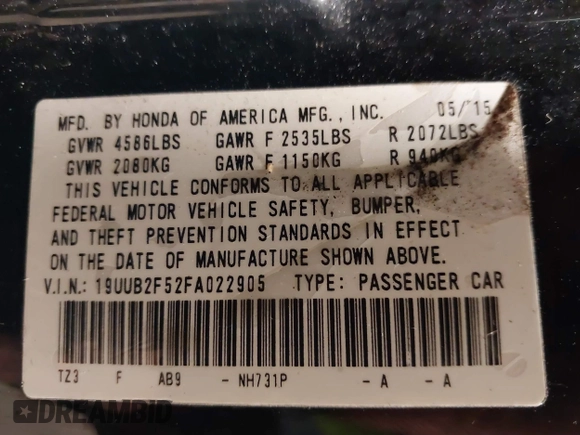 MFD. BY HONDA OF AMERICA MFG., INC. 05/15
GVWR 4586LBS GAWR F 2535LBS R 2072LBS
GVWR 2080KG GAWR F 1150KG R 940KG
THIS VEHICLE CONFORMS TO ALL APPLICABLE
FEDERAL MOTOR VEHICLE SAFETY, BUMPER,
AND THEFT PREVENTION STANDARDS IN EFFECT
ON THE DATE OF MANUFACTURE SHOWN ABOVE.
V.I.N.: 19UUB2F52FA022905 TYPE: PASSENGER CAR
TZ3 F AB9 - NH731P - A - A
DREAMBID